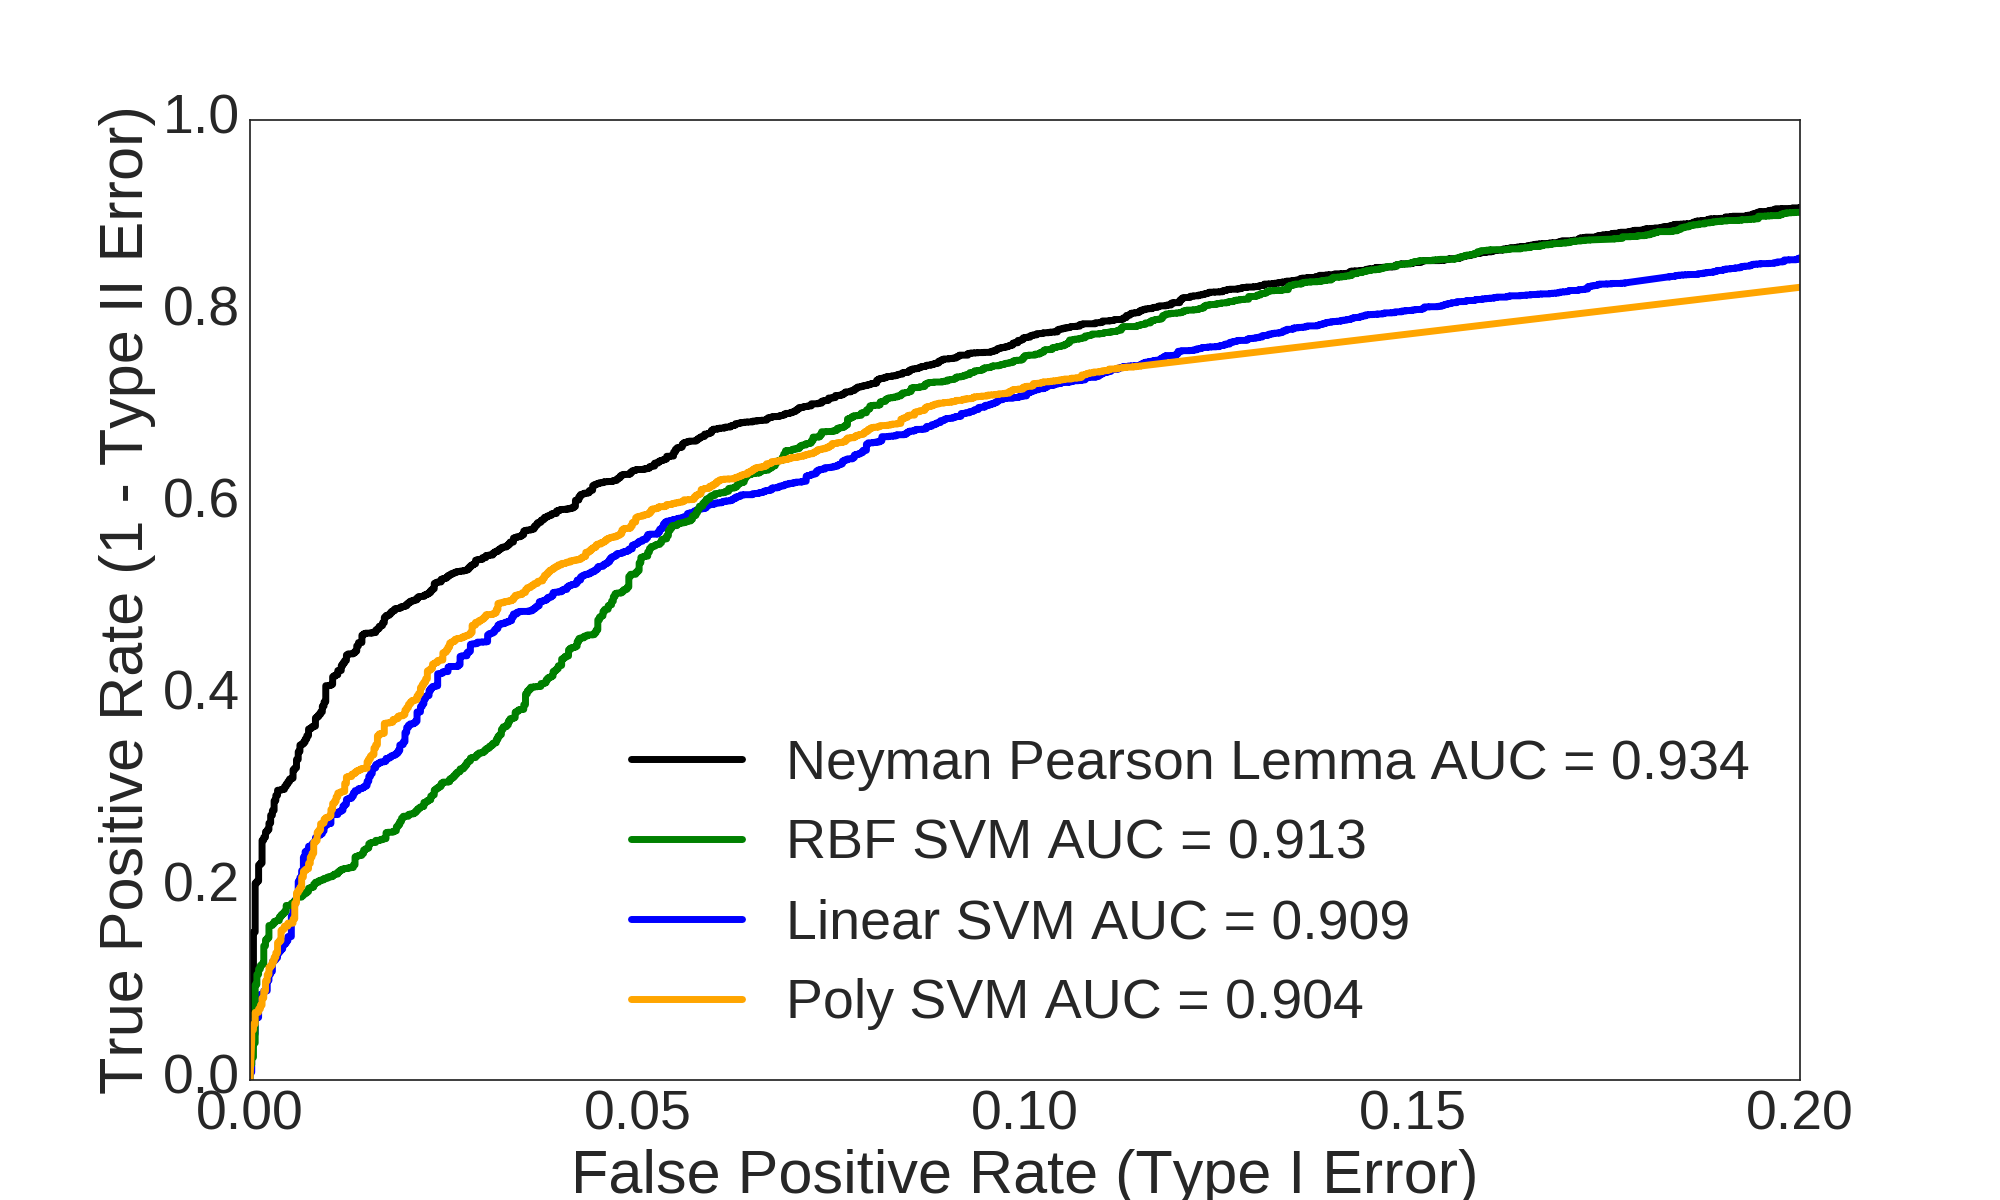 True Positive Rate (1 - Type II Error)
1.0
0.8
0.6
0.4
0.2
0.0
Neyman Pearson Lemma AUC = 0.934
RBF SVM AUC = 0.913
Linear SVM AUC = 0.909
Poly SVM AUC = 0.904
0.00 0.05 0.10 0.15 0.20
False Positive Rate (Type I Error)